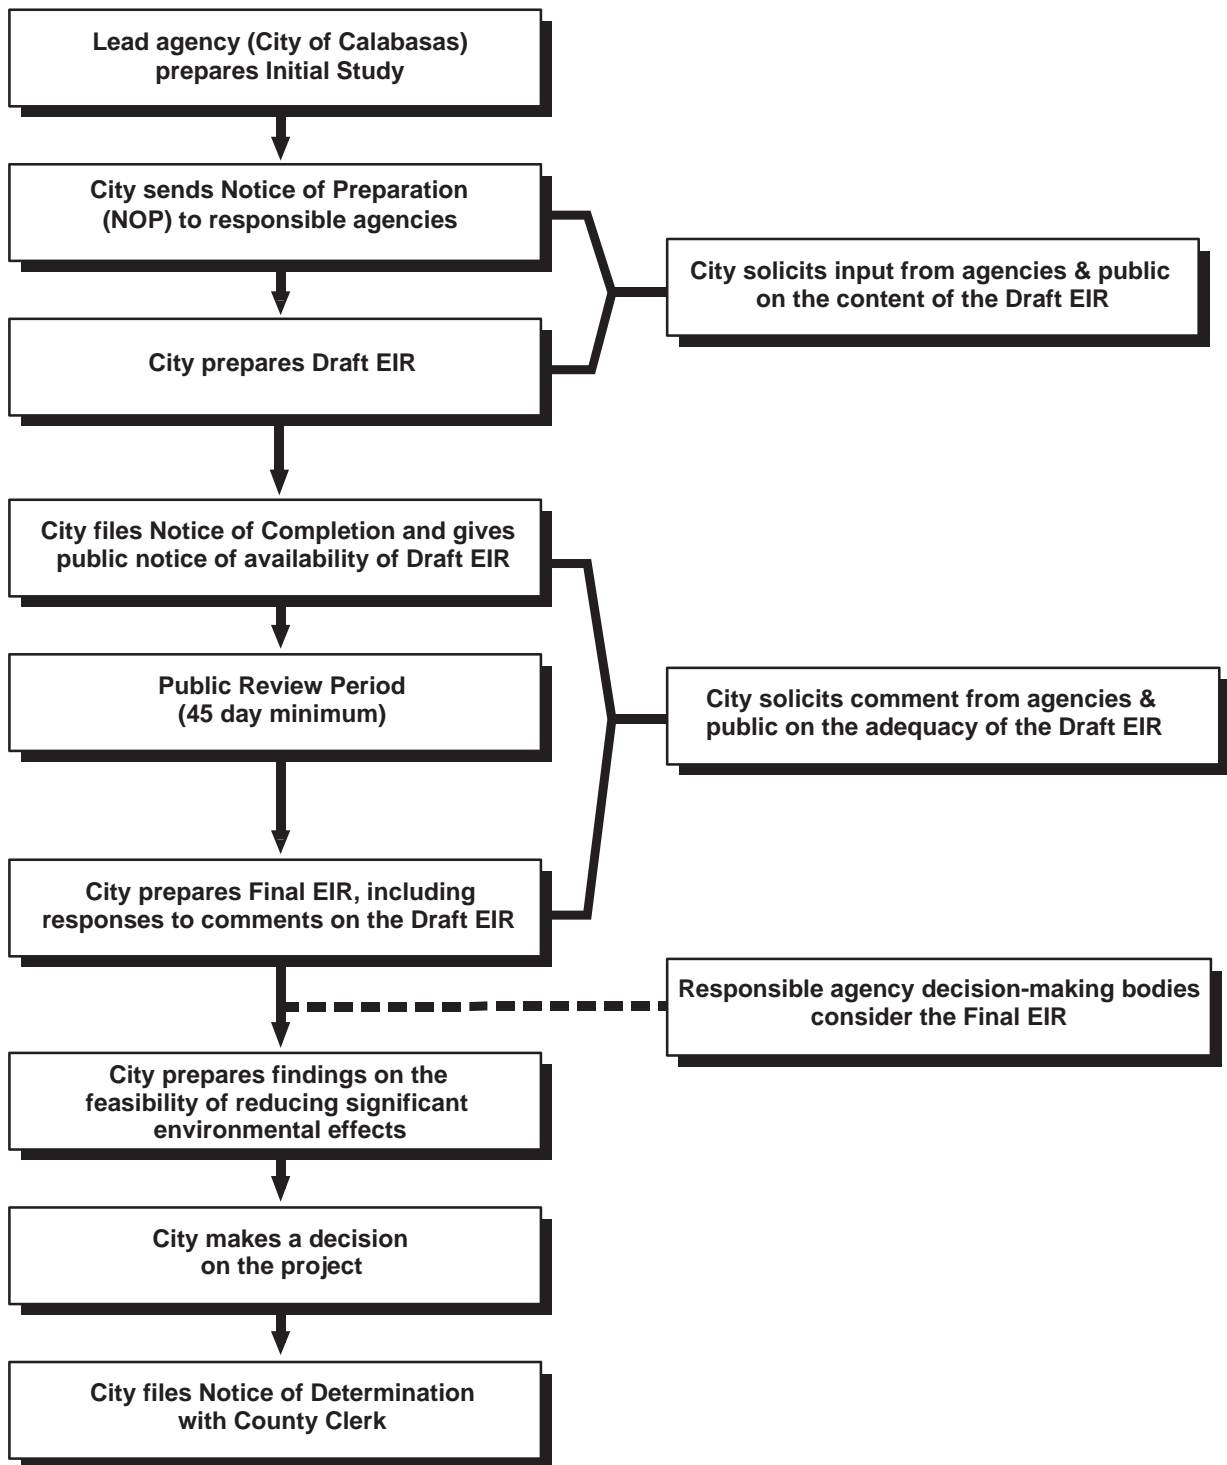 Lead agency (City of Calabasas)
prepares Initial Study
City sends Notice of Preparation
(NOP) to responsible agencies
City solicits input from agencies & public
on the content of the Draft EIR
City prepares Draft EIR
City files Notice of Completion and gives
public notice of availability of Draft EIR
Public Review Period
(45 day minimum)
City solicits comment from agencies &
public on the adequacy of the Draft EIR
City prepares Final EIR, including
responses to comments on the Draft EIR
Responsible agency decision-making bodies
consider the Final EIR
City prepares findings on the
feasibility of reducing significant
environmental effects
City makes a decision
on the project
City files Notice of Determination
with County Clerk